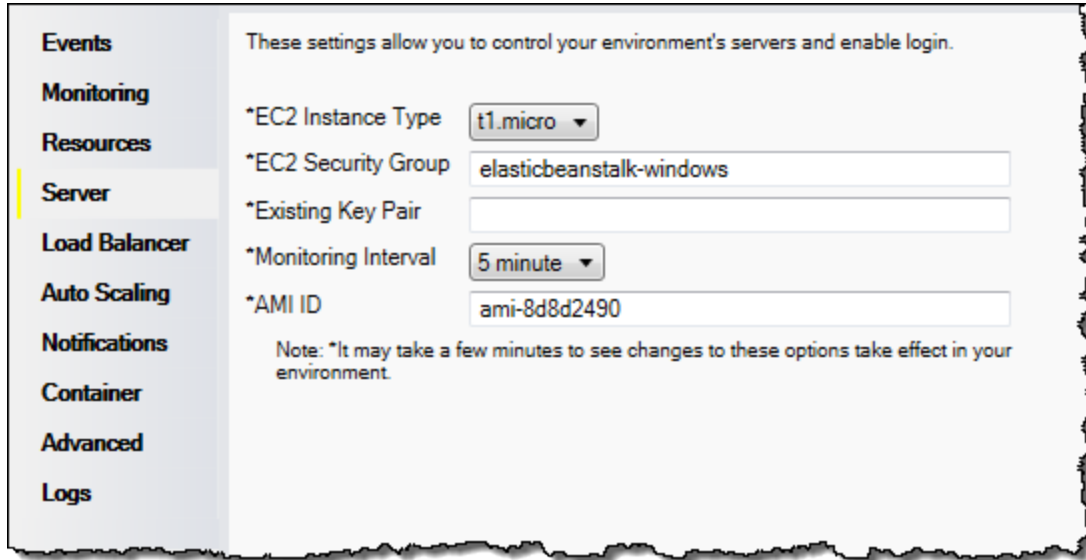 Events
Monitoring
Resources
Server
Load Balancer
Auto Scaling
Notifications
Container
Advanced
Logs
These settings allow you to control your environment's servers and enable login.
*EC2 Instance Type t1.micro
*EC2 Security Group elasticbeanstalk-windows
*Existing Key Pair
*Monitoring Interval 5 minute
*AMI ID ami-8d8d2490
Note: *It may take a few minutes to see changes to these options take effect in your
environment.